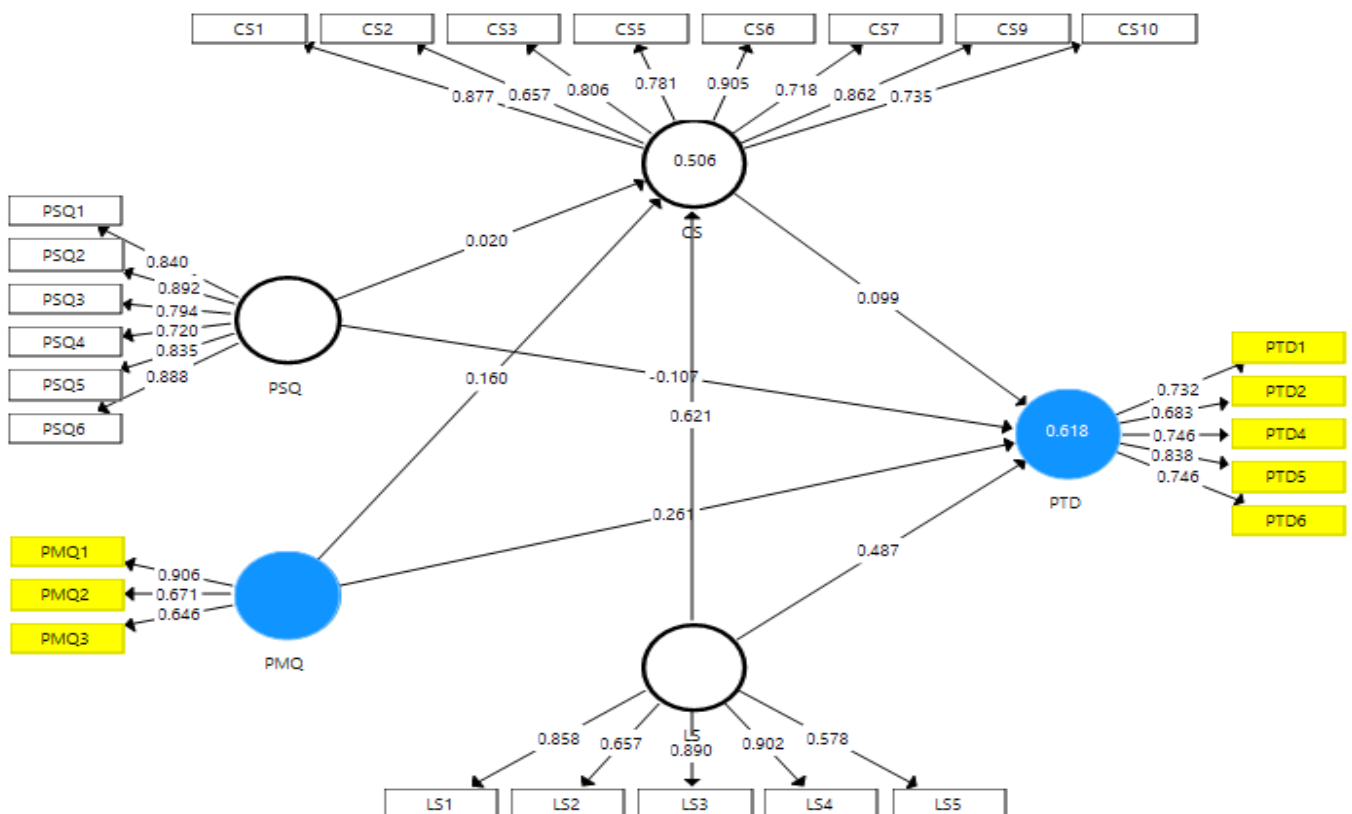 CS1 CS2 CS3 CS5 CS6 CS7 CS9 CS10
0.877 0.657 0.806 0.781 0.905 0.718 0.862 0.735
0.506
CS
PSQ1
PSQ2
PSQ3
PSQ4
PSQ5
PSQ6
0.840
0.892
0.794
0.720
0.835
0.888
PSQ
0.020
0.099
0.160
-0.107
0.621
0.261
0.487
PTD1
PTD2
PTD4
PTD5
PTD6
0.732
0.683
0.746
0.838
0.746
0.618
PTD
PMQ1
PMQ2
PMQ3
0.906
0.671
0.646
PMQ
LS
0.858 0.657 0.890 0.902 0.578
LS1 LS2 LS3 LS4 LS5